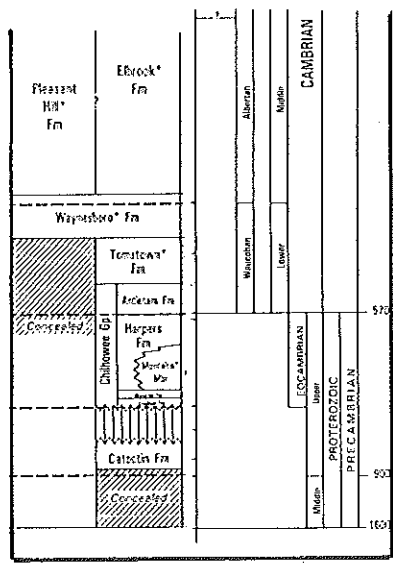 Pleasant
Hill*
Fm
Elbrook*
Fm
Waynesboro* Fm
Tomstown*
Fm
Antietam Fm
Concealed
Chilhowee Gp
Harpers
Fm
Montalto*
Mbr
Catoctin Fm
Concealed
Albertan
Middle
CAMBRIAN
Waucoban
Lower
570
EOCAMBRIAN
Upper
PROTEROZOIC
PRECAMBRIAN
900
Middle
1600